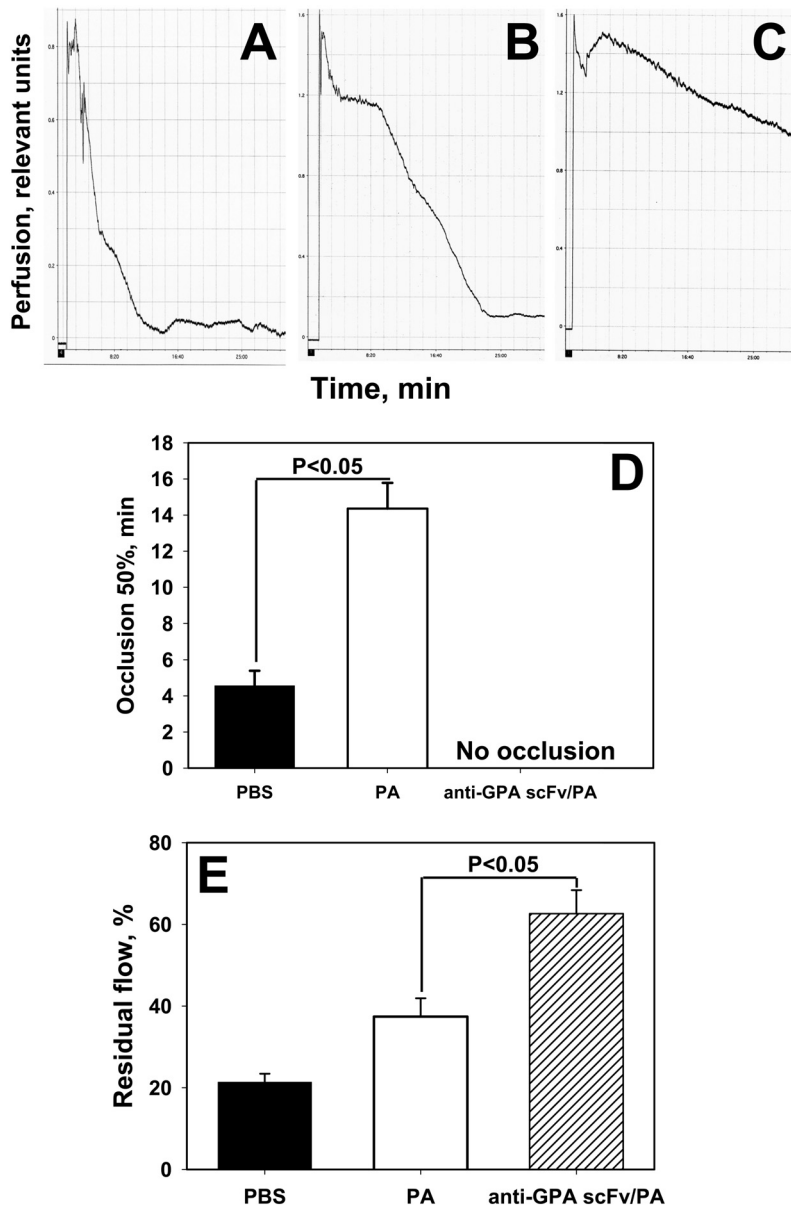 A
B
C
Perfusion, relevant units
0.8
0.6
0.4
0.2
0
8:20
16:40
25:00
1.6
1.2
0.8
0.4
0
8:20
16:40
25:00
1.6
1.2
0.8
0.4
0
8:20
16:40
25:00
Time, min
D
Occlusion 50%, min
18
16
14
12
10
8
6
4
2
0
P<0.05
No occlusion
PBS
PA
anti-GPA scFv/PA
E
Residual flow, %
80
60
40
20
0
P<0.05
PBS
PA
anti-GPA scFv/PA